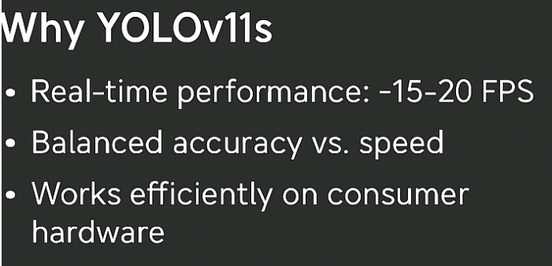 Why YOLOv11s
• Real-time performance: -15-20 FPS
• Balanced accuracy vs. speed
• Works efficiently on consumer
hardware